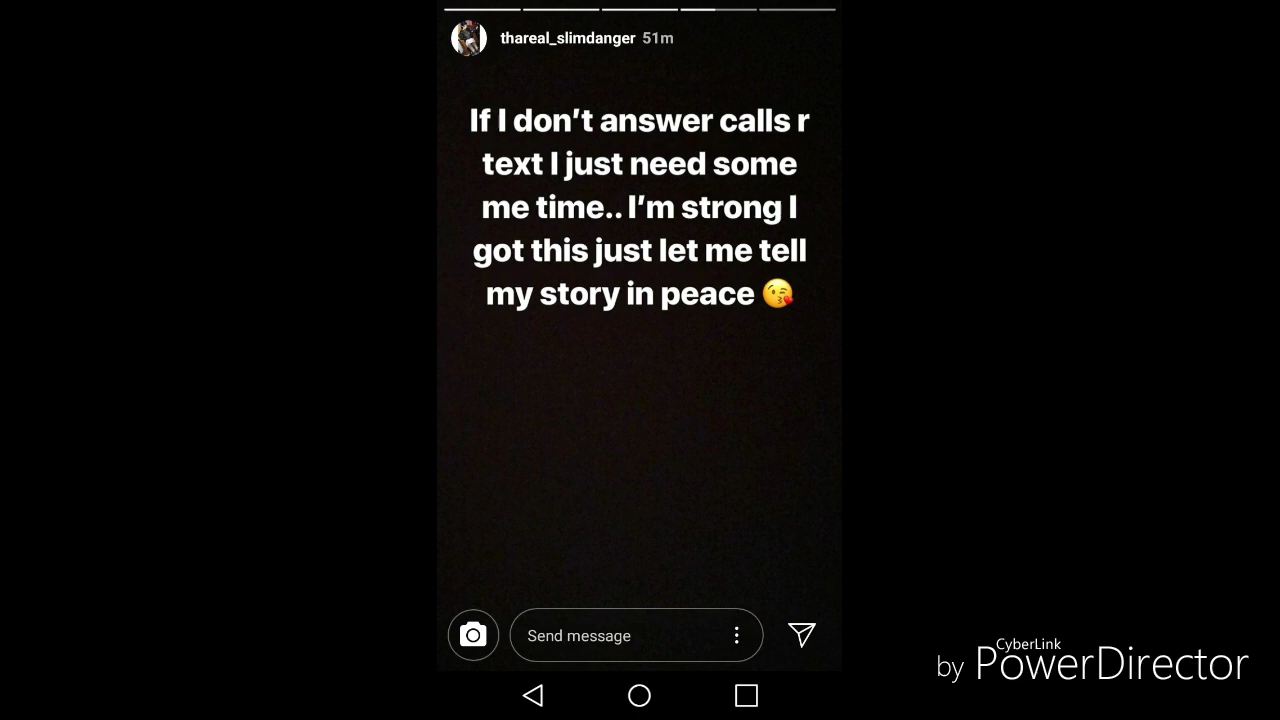 thareal_slimdanger 51m
If I don't answer calls r
text I just need some
me time.. I'm strong I
got this just let me tell
my story in peace 😘
Send message
CyberLink
by PowerDirector